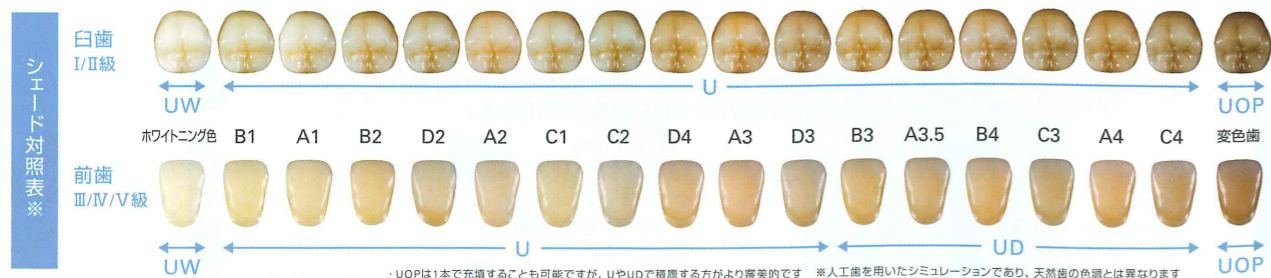 シェード対照表※
臼歯
I/II級
UW
U
UOP
ホワイトニング色 B1 A1 B2 D2 A2 C1 C2 D4 A3 D3 B3 A3.5 B4 C3 A4 C4 変色歯
前歯
III/IV/V級
UW
U
UD
UOP
・UOPは1本で充填することも可能ですが、UやUDで積層する方がより審美的です ※人工歯を用いたシミュレーションであり、天然歯の色調とは異なります